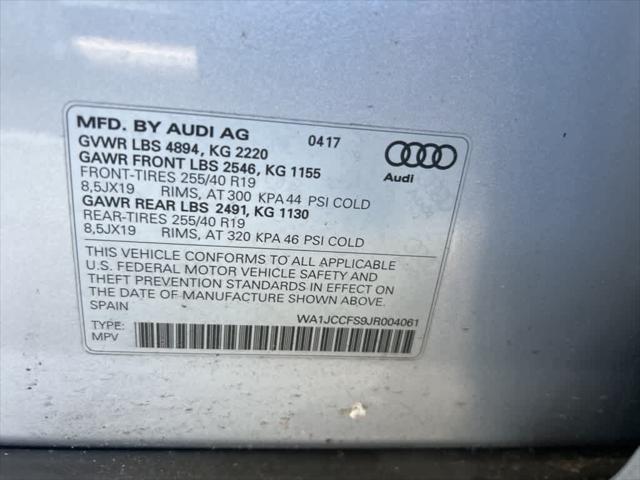 MFD. BY AUDI AG 0417
GVWR LBS 4894, KG 2220
GAWR FRONT LBS 2546, KG 1155
FRONT-TIRES 255/40 R19
8,5JX19 RIMS, AT 300 KPA 44 PSI COLD
GAWR REAR LBS 2491, KG 1130
REAR-TIRES 255/40 R19
8,5JX19 RIMS, AT 320 KPA 46 PSI COLD
Audi
THIS VEHICLE CONFORMS TO ALL APPLICABLE
U.S. FEDERAL MOTOR VEHICLE SAFETY AND
THEFT PREVENTION STANDARDS IN EFFECT ON
THE DATE OF MANUFACTURE SHOWN ABOVE.
SPAIN
WA1JCCFS9JR004061
TYPE:
MPV